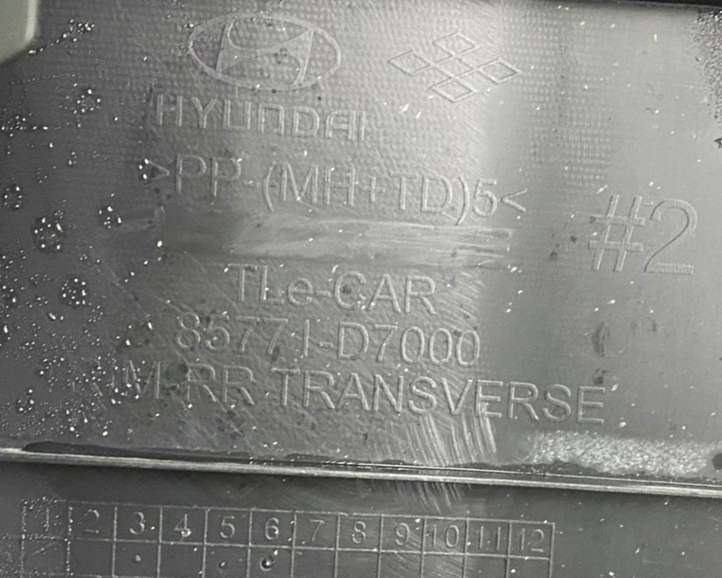 HYUNDAI
>PP-(MH+TD)5<
#2
TLe-CAR
85771-D7000
TRIM-RR TRANSVERSE
1 2 3 4 5 6 7 8 9 10 11 12